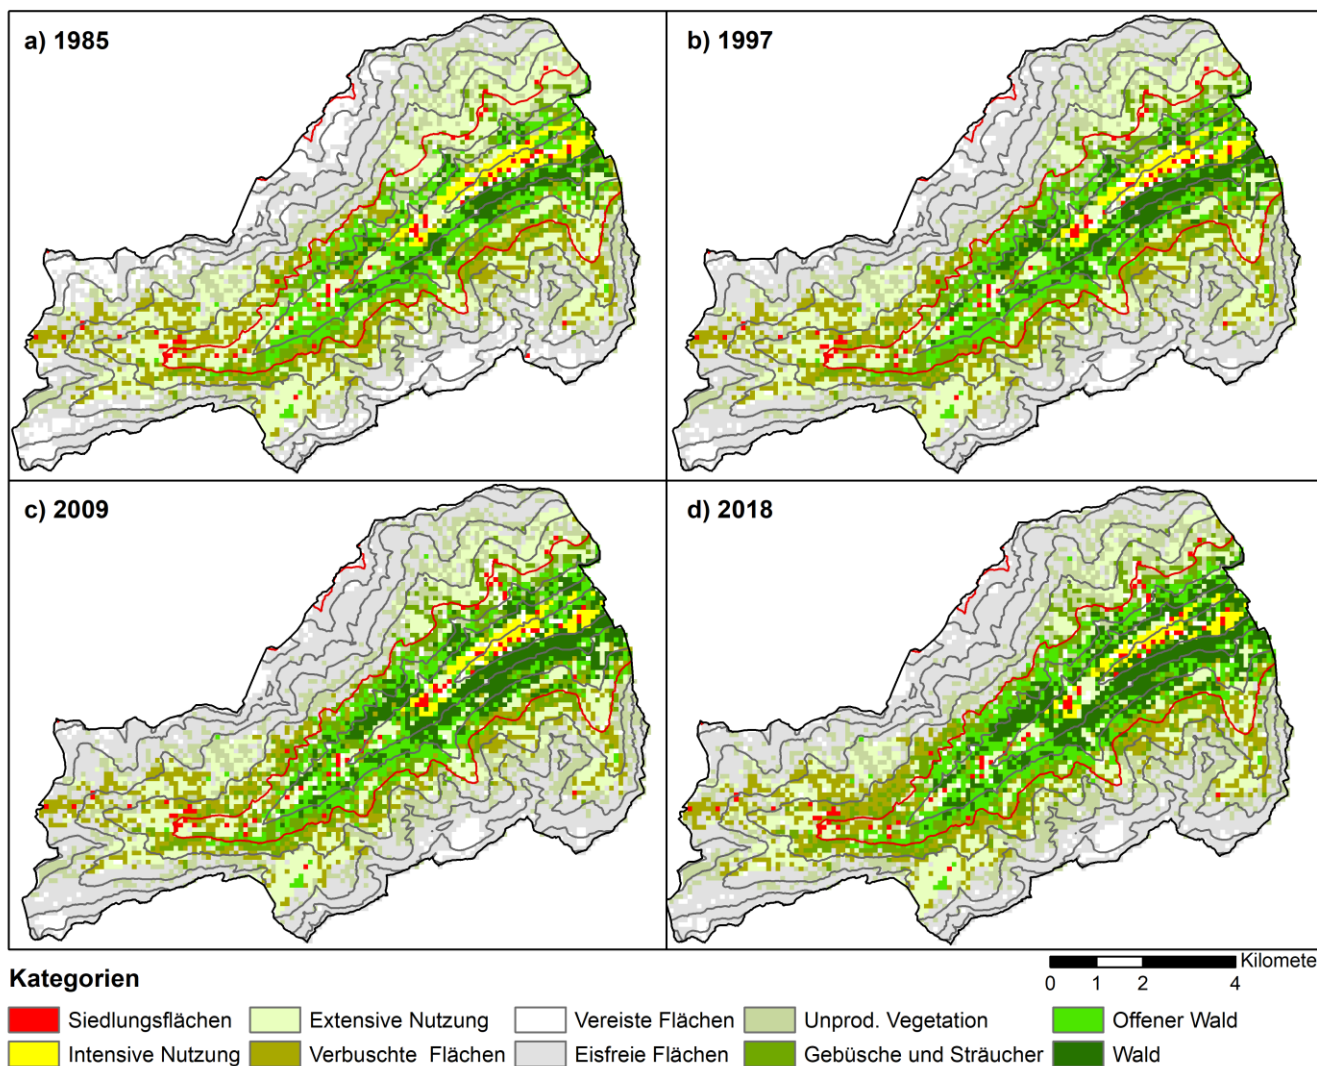 a) 1985
b) 1997
c) 2009
d) 2018
Kilomete
0 1 2 4
Kategorien
Siedlungsflächen Extensive Nutzung Vereiste Flächen Unprod. Vegetation Offener Wald
Intensive Nutzung Verbuschte Flächen Eisfreie Flächen Gebüsche und Sträucher Wald